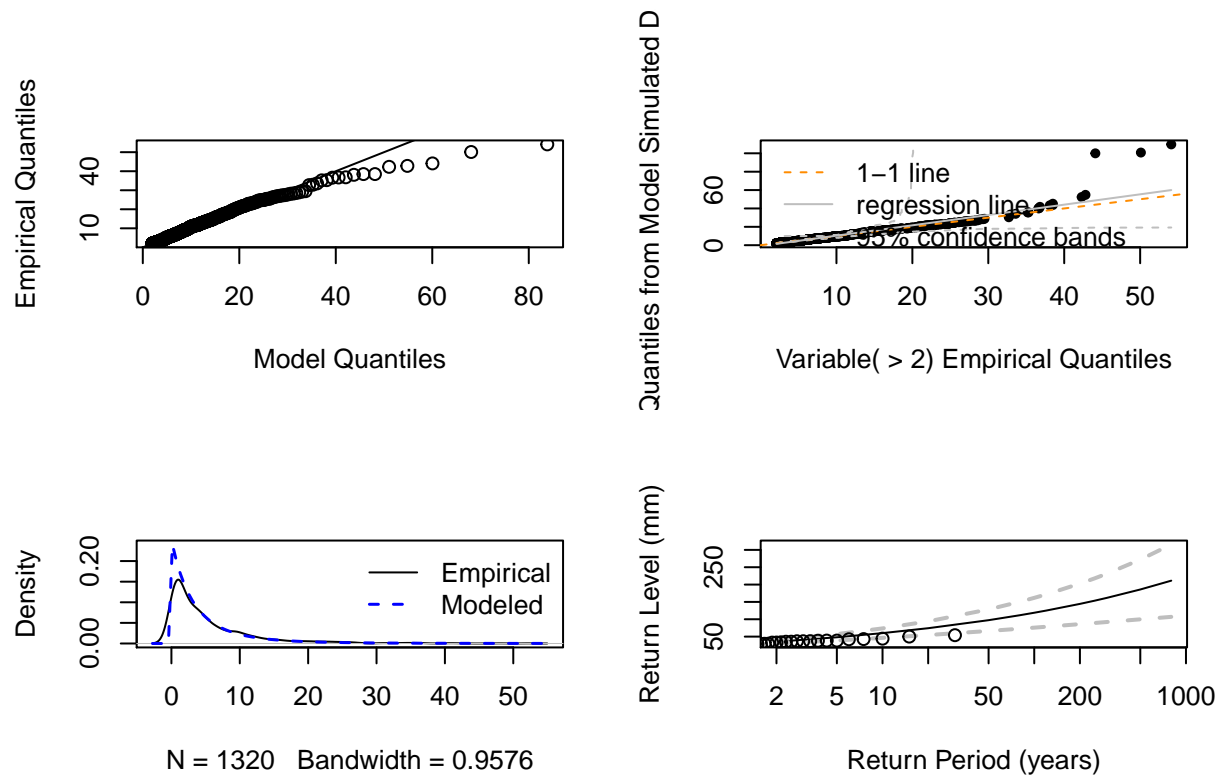 Empirical Quantiles
10
40
0
20
40
60
80
Model Quantiles
Quantiles from Model Simulated D
0
60
1−1 line
regression line
95% confidence bands
10
20
30
40
50
Variable( > 2) Empirical Quantiles
Density
0.00
0.20
Empirical
Modeled
0
10
20
30
40
50
N = 1320 Bandwidth = 0.9576
Return Level (mm)
50
250
2
5
10
50
200
1000
Return Period (years)